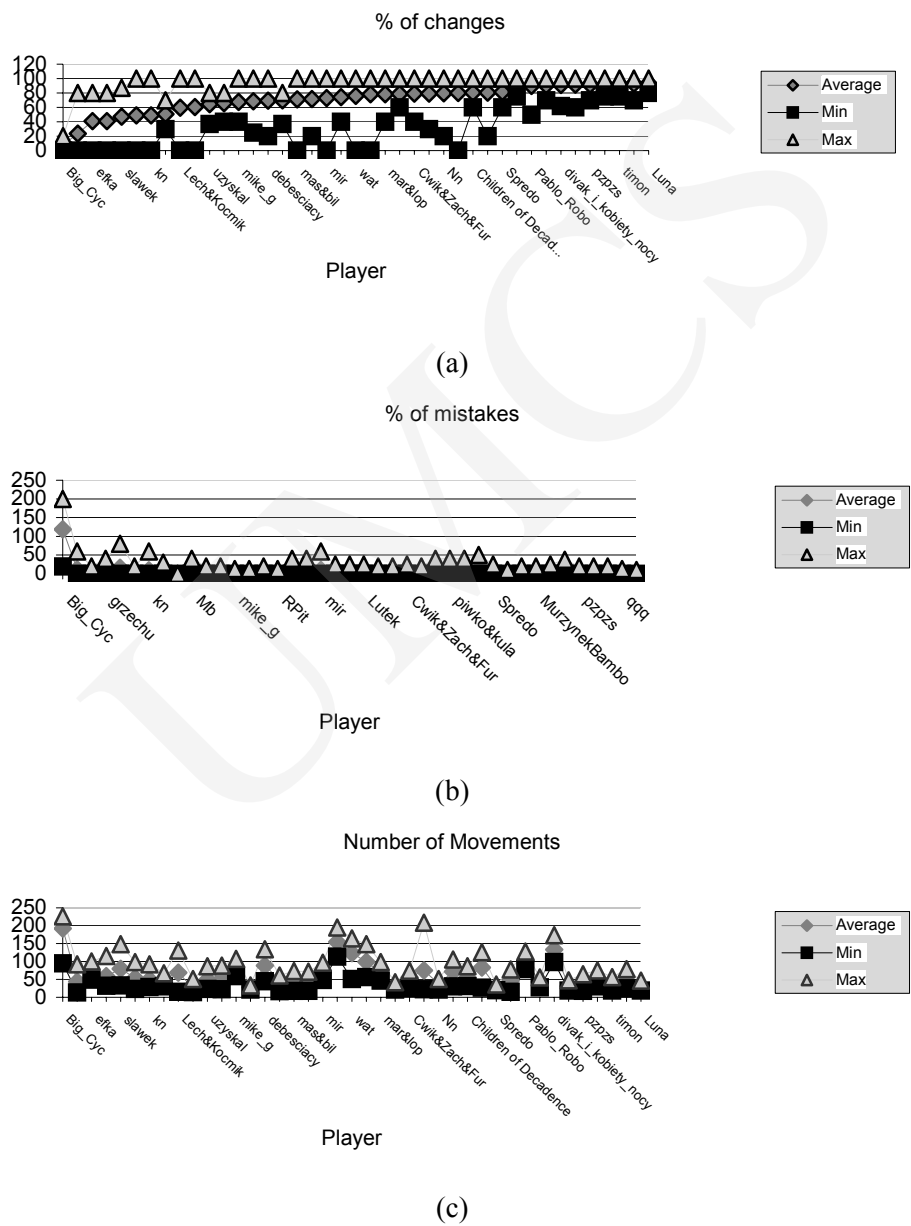 % of changes
120
100
80
60
40
20
0
Average
Min
Max
Big_Cyc
efka
slawek
kn
Lech&Kocmik
uzyskal
mike_g
debesciacy
mas&bil
mir
wat
mar&lop
Cwik&Zach&Fur
Nn
Children of Decad...
Spredo
Pablo_Robo
divak_i_kobiety_nocy
pzpzs
timon
Luna
Player
(a)
% of mistakes
250
200
150
100
50
0
Average
Min
Max
Big_Cyc
grzechu
kn
Mb
mike_g
RPit
mir
Lutek
Cwik&Zach&Fur
piwko&kula
Spredo
MurzynekBambo
pzpzs
qqq
Player
(b)
Number of Movements
250
200
150
100
50
0
Average
Min
Max
Big_Cyc
efka
slawek
kn
Lech&Kocmik
uzyskal
mike_g
debesciacy
mas&bil
mir
wat
mar&lop
Cwik&Zach&Fur
Nn
Children of Decadence
Spredo
Pablo_Robo
divak_i_kobiety_nocy
pzpzs
timon
Luna
Player
(c)
UMCS